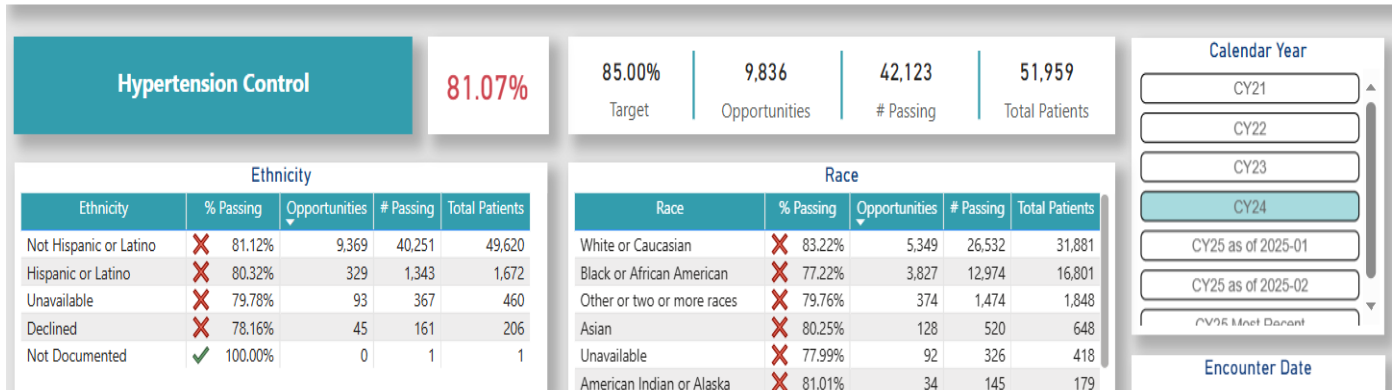 Hypertension Control
81.07%
85.00% 9,836 42,123 51,959
Target Opportunities # Passing Total Patients
Calendar Year
CY21
CY22
CY23
CY24
CY25 as of 2025-01
CY25 as of 2025-02
CY25 Most Recent
Encounter Date
Ethnicity
Ethnicity % Passing Opportunities # Passing Total Patients
Not Hispanic or Latino 81.12% 9,369 40,251 49,620
Hispanic or Latino 80.32% 329 1,343 1,672
Unavailable 79.78% 93 367 460
Declined 78.16% 45 161 206
Not Documented 100.00% 0 1 1
Race
Race % Passing Opportunities # Passing Total Patients
White or Caucasian 83.22% 5,349 26,532 31,881
Black or African American 77.22% 3,827 12,974 16,801
Other or two or more races 79.76% 374 1,474 1,848
Asian 80.25% 128 520 648
Unavailable 77.99% 92 326 418
American Indian or Alaska 81.01% 34 145 179